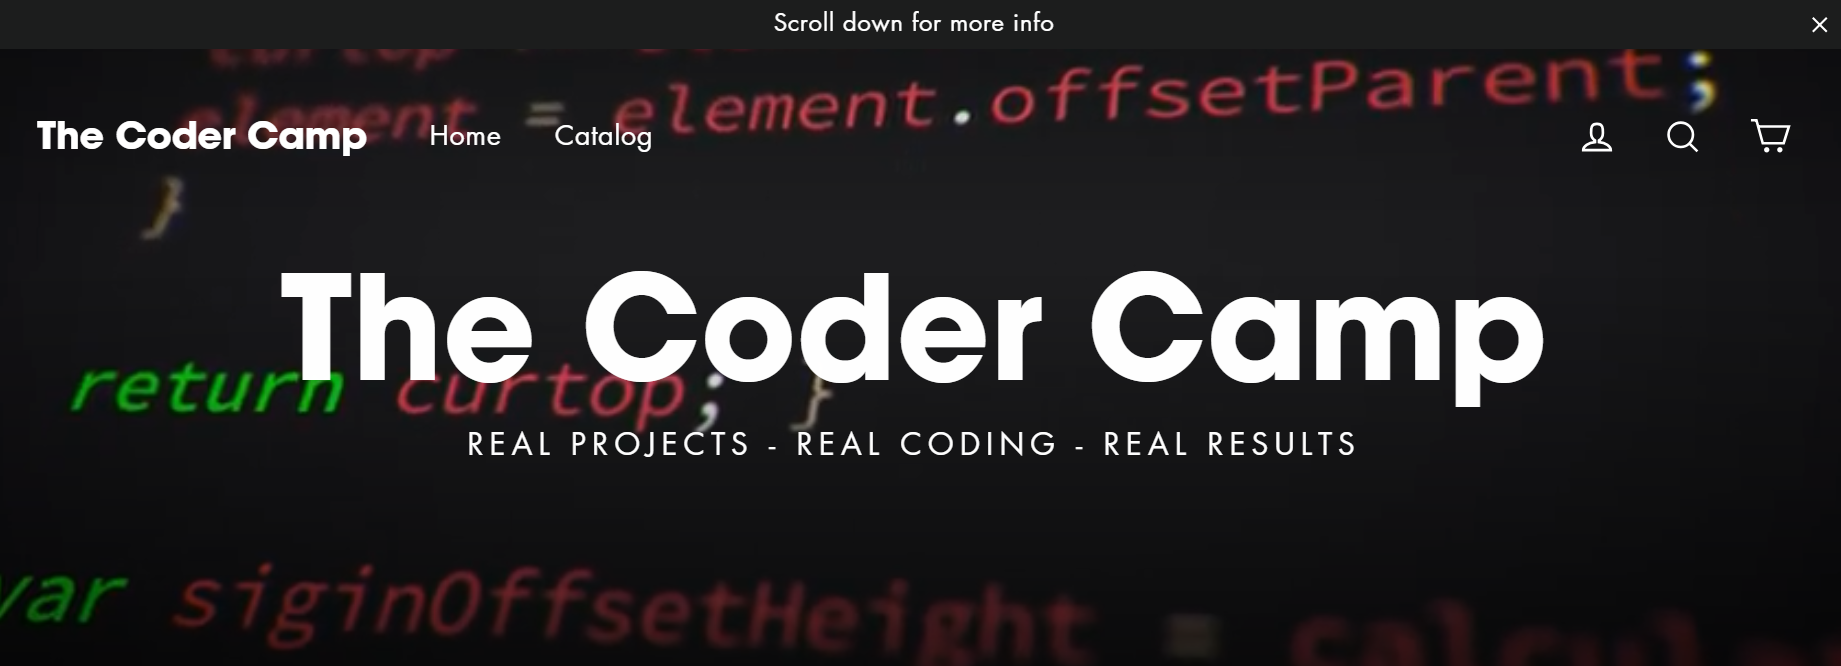 Scroll down for more info
element = element.offsetParent;
The Coder Camp
Home
Catalog
}
The Coder Camp
return curtop; }
REAL PROJECTS - REAL CODING - REAL RESULTS
var siginOffsetHeight =